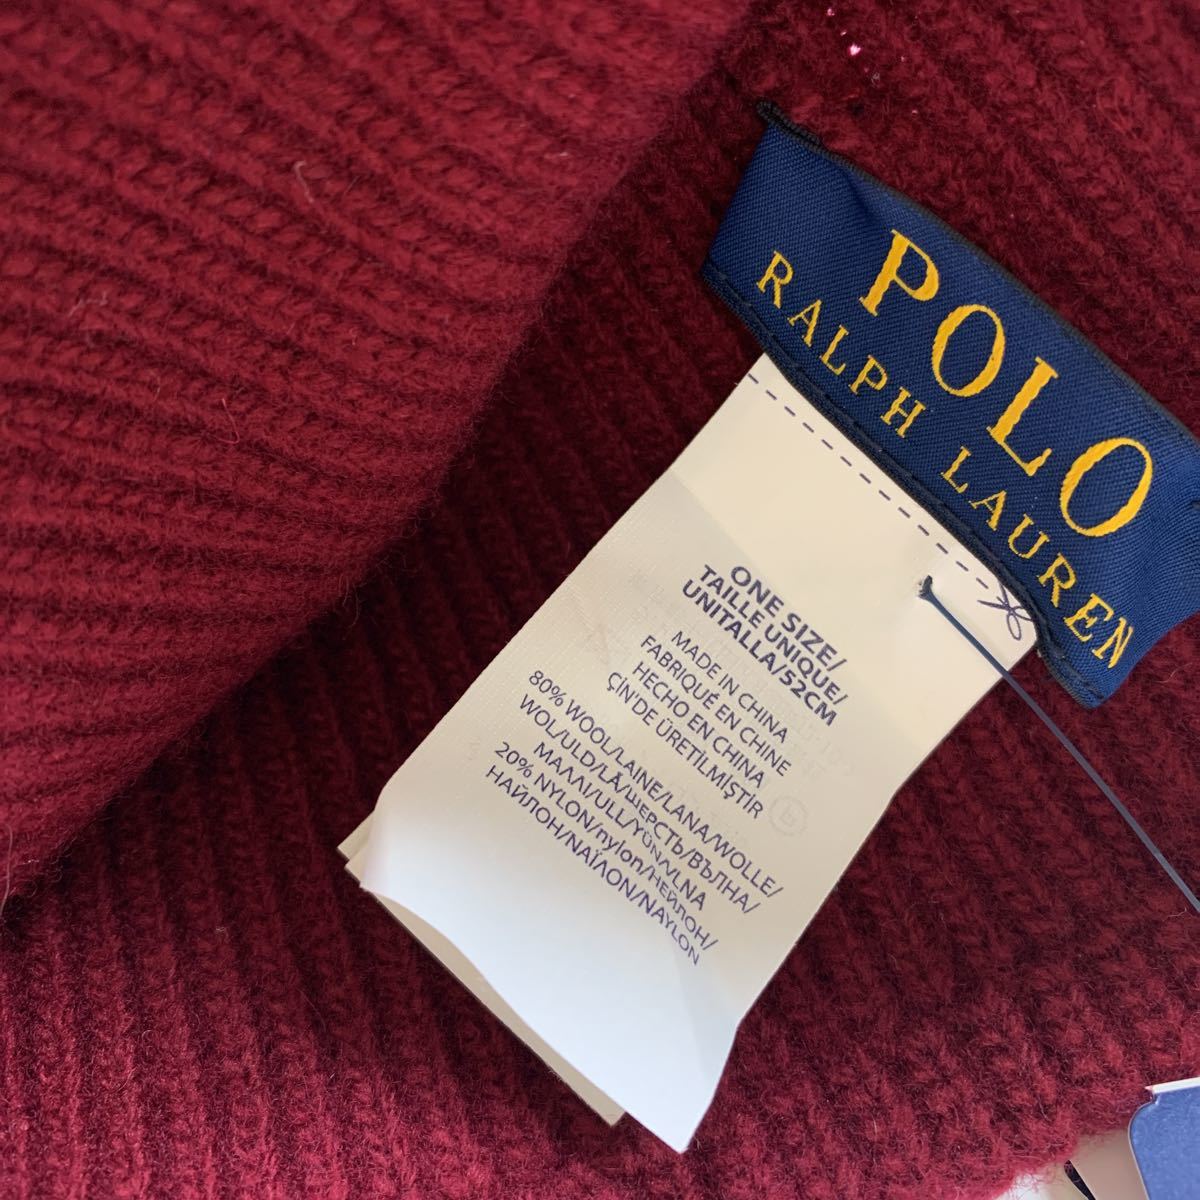 POLO
RALPH LAUREN
ONE SIZE/
TAILLE UNIQUE/
UNITALLA/52CM
MADE IN CHINA
FABRIQUÉ EN CHINE
HECHO EN CHINA
ÇİN'DE ÜRETİLMİŞTİR
80% WOOL/LAINE/LANA/WOLLE/
WOL/ULD/LÃ/ШЕРСТЬ/ВЪЛНА/
ΜΑΛΛΙ/ULL/YÜN/VLNA
20% NYLON/nylon/НЕЙЛОН/
НАЙЛОН/ΝΑΪΛΟΝ/NAYLON